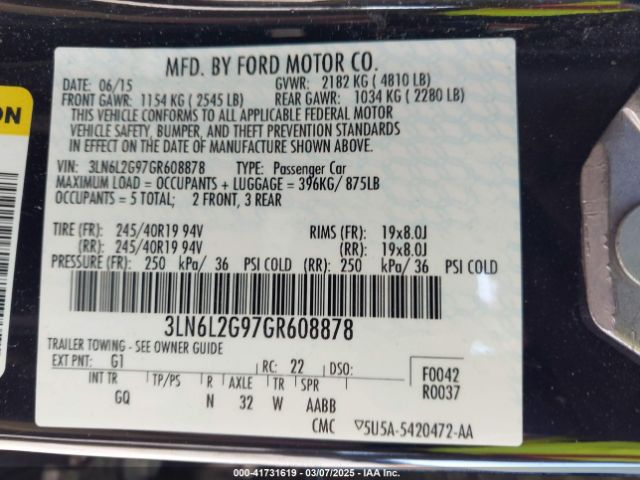 ON
MFD. BY FORD MOTOR CO.
DATE: 06/15 GVWR: 2182 KG ( 4810 LB)
FRONT GAWR: 1154 KG ( 2545 LB) REAR GAWR: 1034 KG ( 2280 LB)
THIS VEHICLE CONFORMS TO ALL APPLICABLE FEDERAL MOTOR
VEHICLE SAFETY, BUMPER, AND THEFT PREVENTION STANDARDS
IN EFFECT ON THE DATE OF MANUFACTURE SHOWN ABOVE.
VIN: 3LN6L2G97GR608878 TYPE: Passenger Car
MAXIMUM LOAD = OCCUPANTS + LUGGAGE = 396KG/ 875LB
OCCUPANTS = 5 TOTAL; 2 FRONT, 3 REAR
TIRE (FR): 245/40R19 94V RIMS (FR): 19x8.0J
(RR): 245/40R19 94V (RR): 19x8.0J
PRESSURE (FR): 250 kPa/ 36 PSI COLD (RR): 250 kPa/ 36 PSI COLD
3LN6L2G97GR608878
TRAILER TOWING - SEE OWNER GUIDE
EXT PNT: G1 RC: 22 DSO: F0042
INT TR TP/PS R AXLE TR SPR R0037
GQ N 32 W AABB
CMC ▽5U5A-5420472-AA
000-41731619 - 03/07/2025 - IAA Inc.